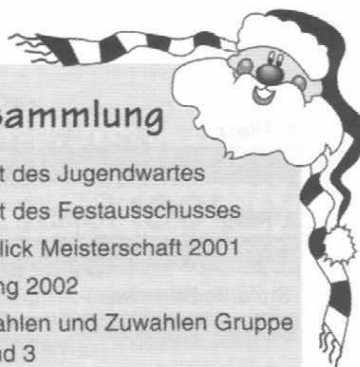 sammlung
t des Jugendwartes
t des Festausschusses
lick Meisterschaft 2001
ng 2002
ahlen und Zuwahlen Gruppe
nd 3